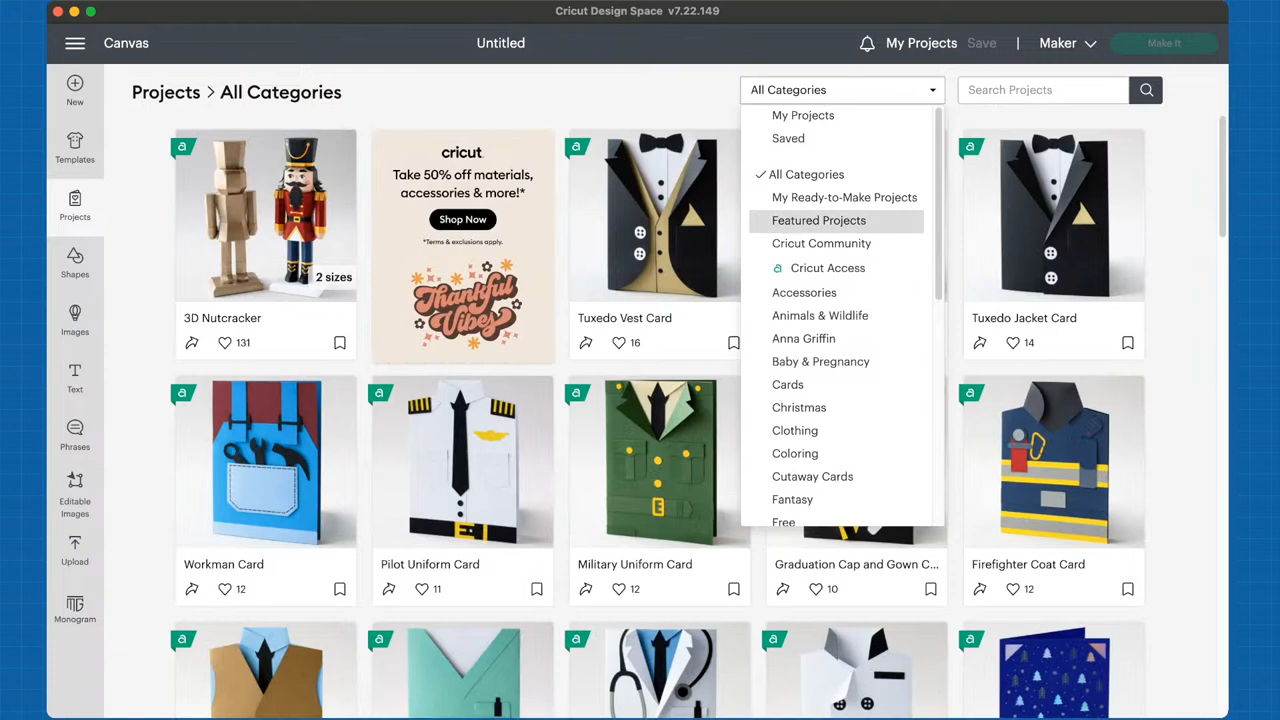 Cricut Design Space v7.22.149
Canvas
Untitled
My Projects
Save
|
Maker
Make It
New
Templates
Projects
Shapes
Images
Text
Phrases
Editable
Images
Upload
Monogram
Projects > All Categories
All Categories
Search Projects
My Projects
Saved
All Categories
My Ready-to-Make Projects
Featured Projects
Cricut Community
a Cricut Access
Accessories
Animals & Wildlife
Anna Griffin
Baby & Pregnancy
Cards
Christmas
Clothing
Coloring
Cutaway Cards
Fantasy
Free
a
2 sizes
3D Nutcracker
131
cricut
Take 50% off materials,
accessories & more!*
Shop Now
*Terms & exclusions apply.
Thankful
Vibes
a
Tuxedo Vest Card
16
a
Tuxedo Jacket Card
14
a
Workman Card
12
a
Pilot Uniform Card
11
a
Military Uniform Card
12
Graduation Cap and Gown C...
10
a
Firefighter Coat Card
12
a
a
a
a
a